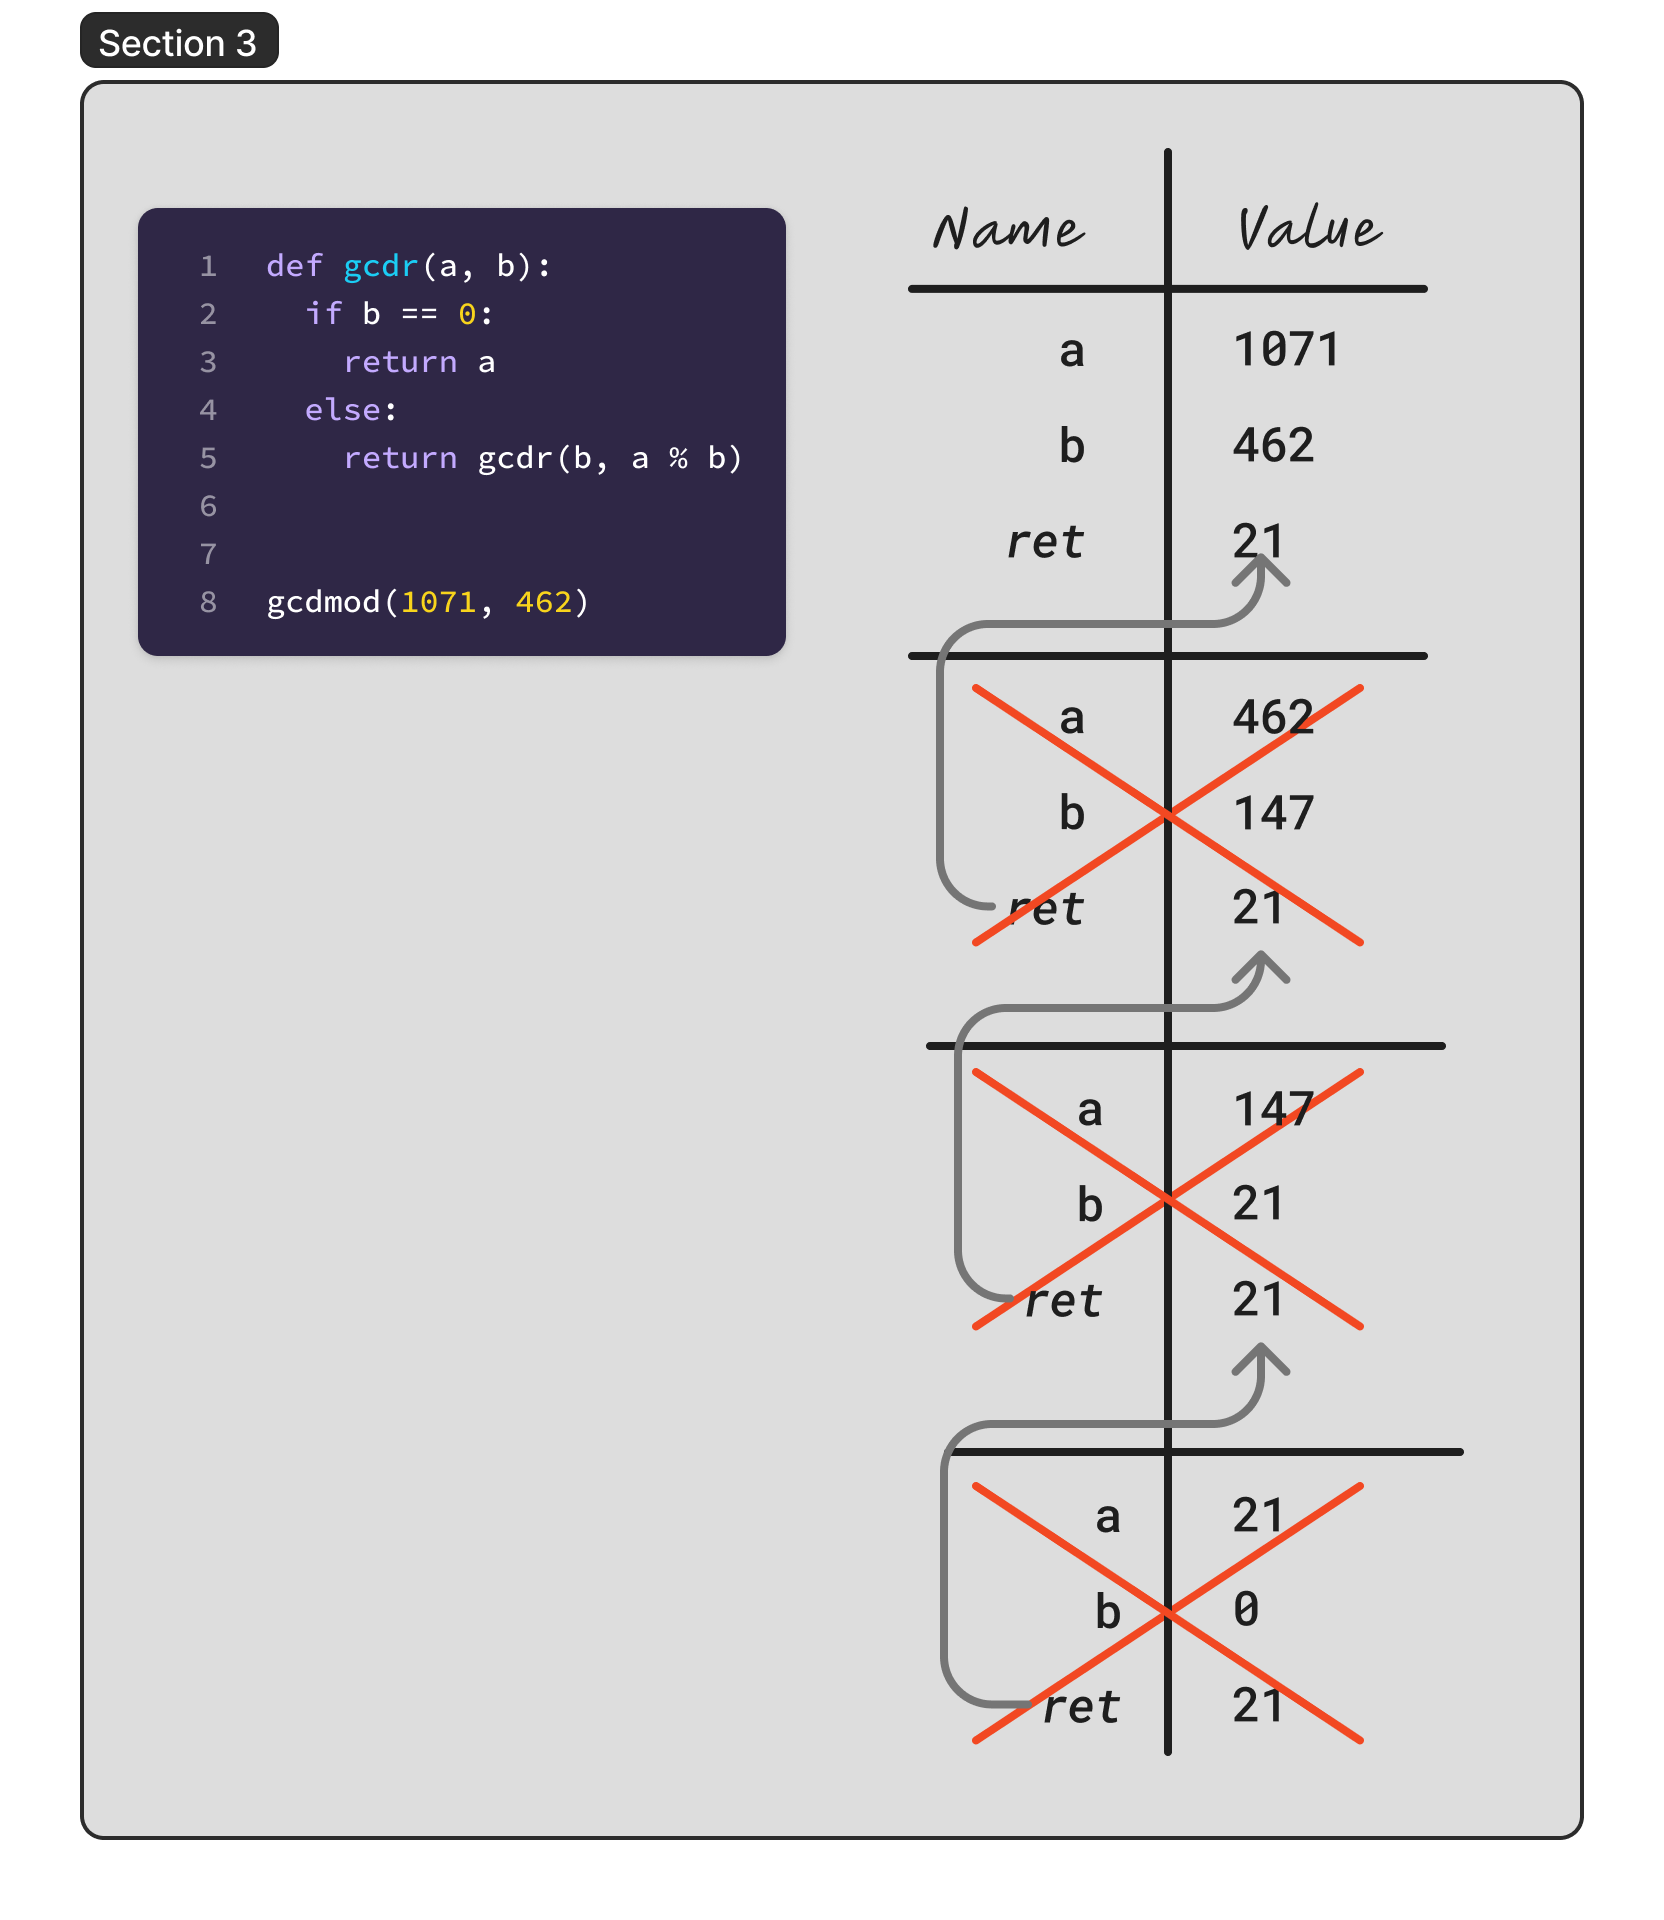 Section 3
1 def gcdr(a, b):
2 if b == 0:
3 return a
4 else:
5 return gcdr(b, a % b)
6
7
8 gcdmod(1071, 462)
Name Value
a 1071
b 462
ret 21
a 462
b 147
ret 21
a 147
b 21
ret 21
a 21
b 0
ret 21